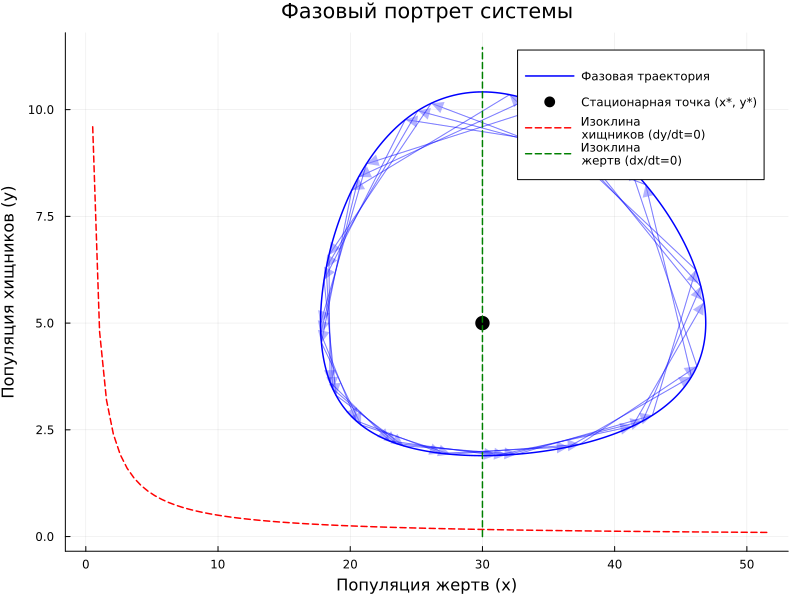 Фазовый портрет системы
Популяция хищников (y)
10.0
7.5
5.0
2.5
0.0
Фазовая траектория
Стационарная точка (x*, y*)
Изоклина
хищников (dy/dt=0)
Изоклина
жертв (dx/dt=0)
0
10
20
30
40
50
Популяция жертв (x)